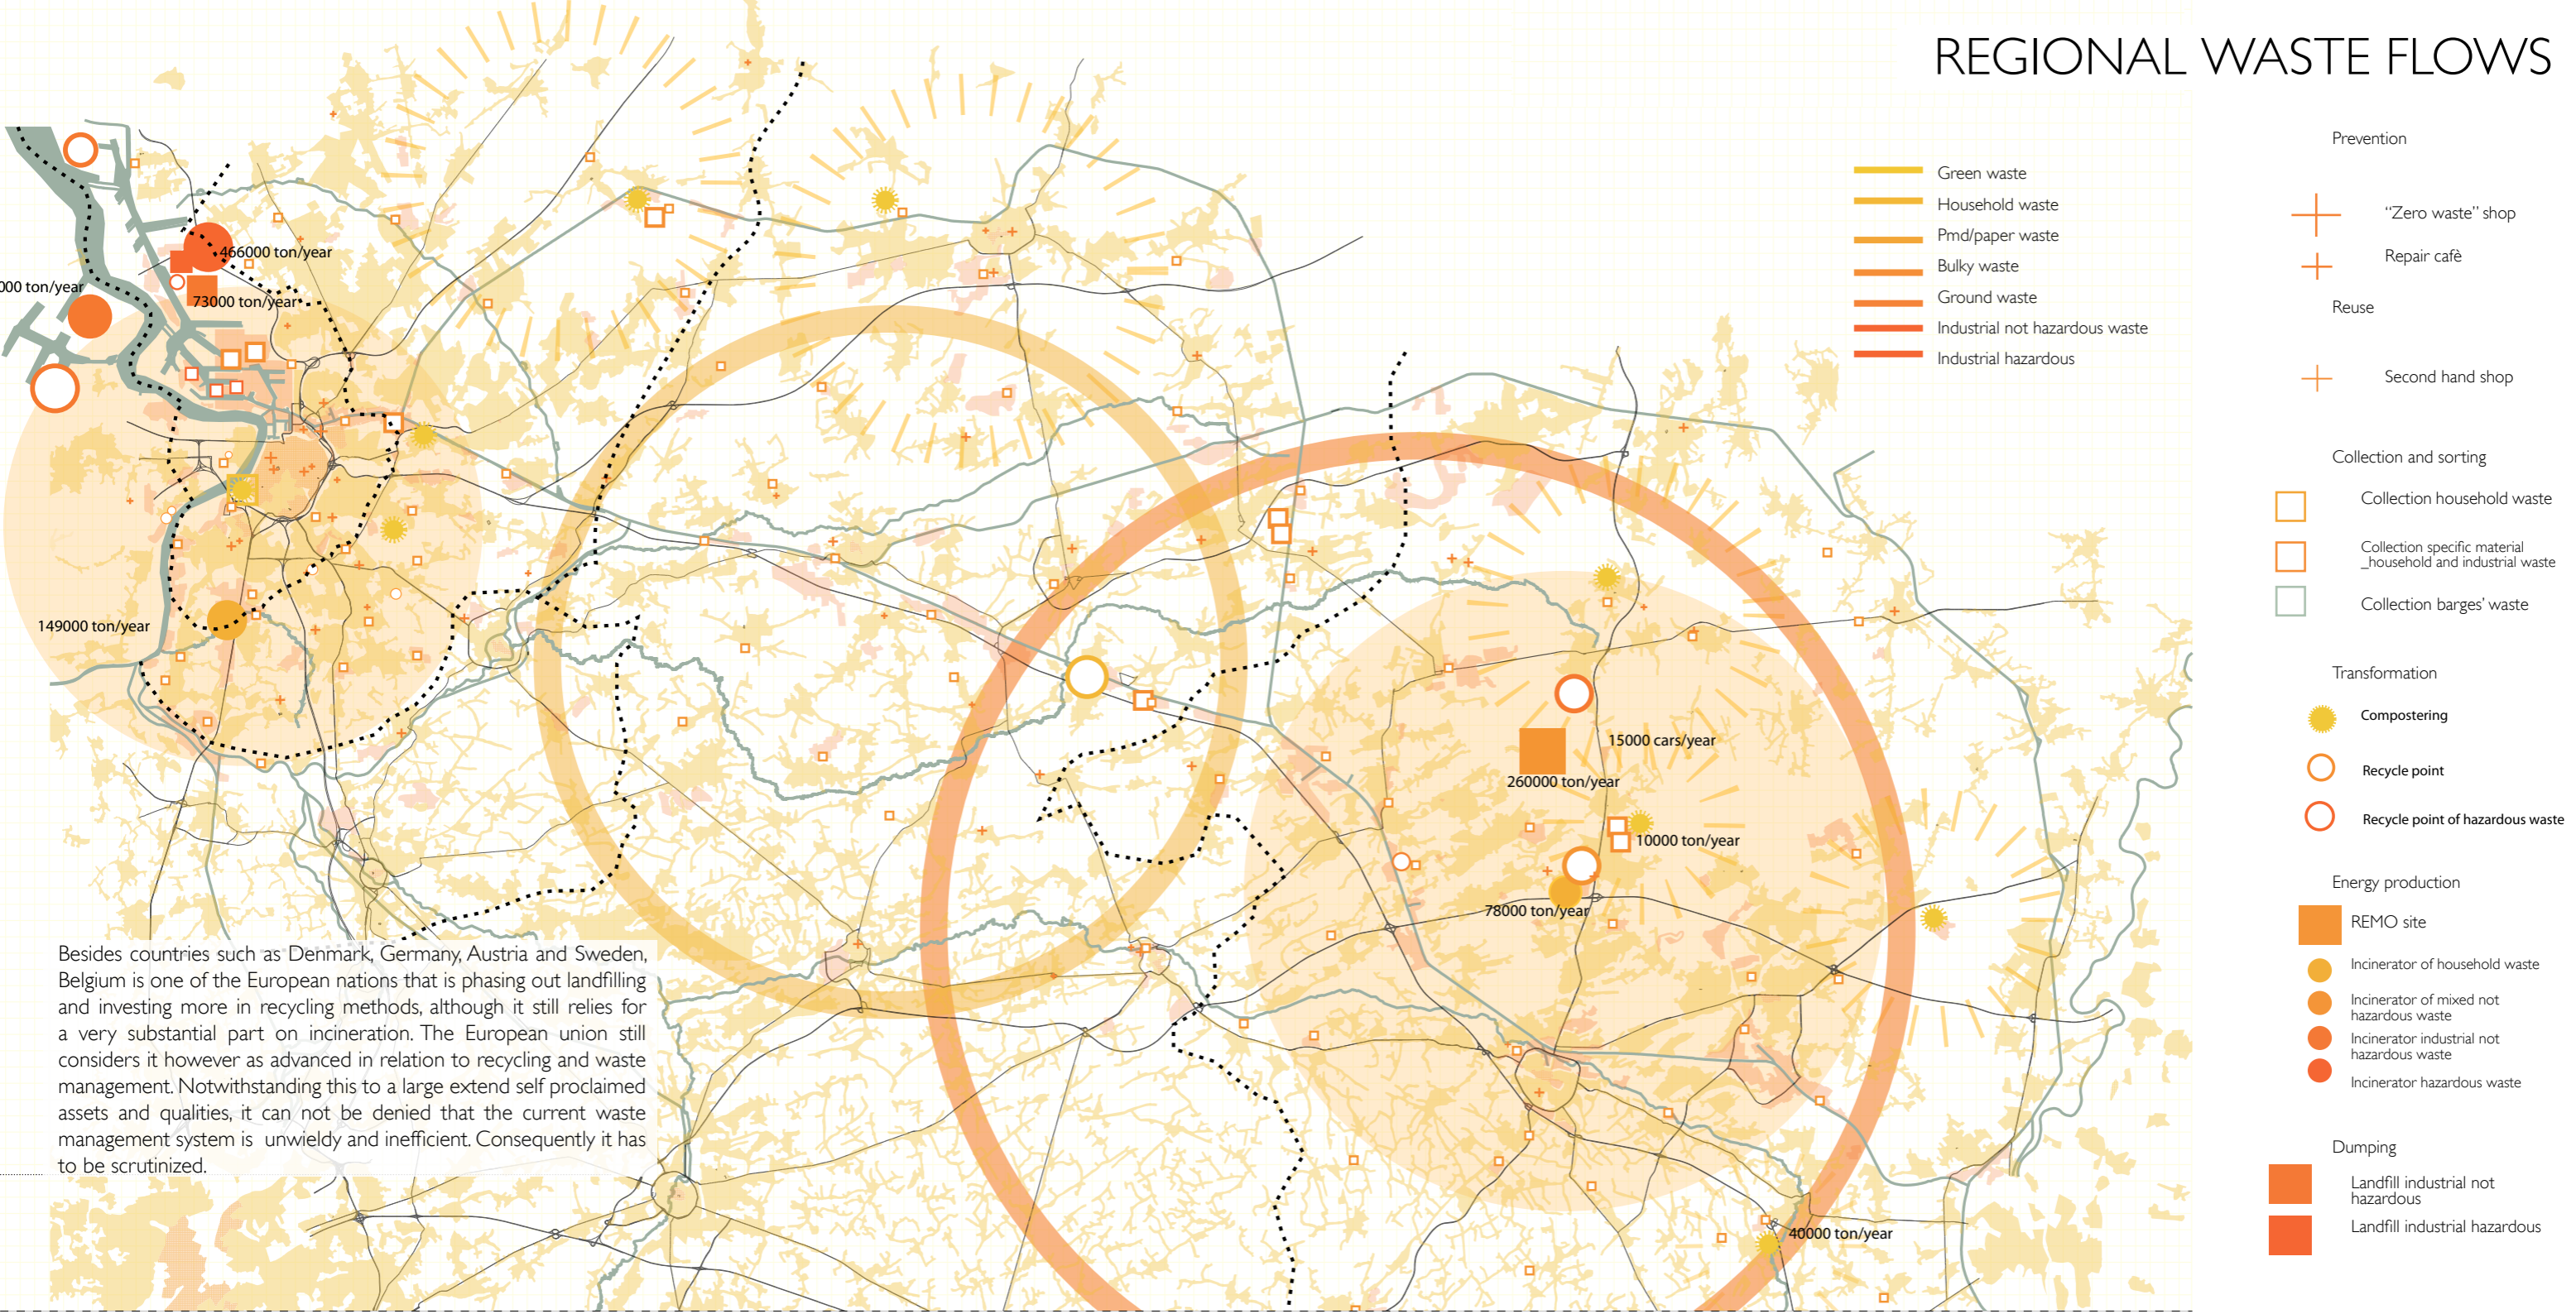 REGIONAL WASTE FLOWS
Green waste
Household waste
Pmd/paper waste
Bulky waste
Ground waste
Industrial not hazardous waste
Industrial hazardous
Prevention
“Zero waste” shop
Repair cafè
Reuse
Second hand shop
Collection and sorting
Collection household waste
Collection specific material
_household and industrial waste
Collection barges’ waste
Transformation
Compostering
Recycle point
Recycle point of hazardous waste
Energy production
REMO site
Incinerator of household waste
Incinerator of mixed not
hazardous waste
Incinerator industrial not
hazardous waste
Incinerator hazardous waste
Dumping
Landfill industrial not
hazardous
Landfill industrial hazardous
466000 ton/year
000 ton/year
73000 ton/year
149000 ton/year
15000 cars/year
260000 ton/year
10000 ton/year
78000 ton/year
40000 ton/year
Besides countries such as Denmark, Germany, Austria and Sweden,
Belgium is one of the European nations that is phasing out landfilling
and investing more in recycling methods, although it still relies for
a very substantial part on incineration. The European union still
considers it however as advanced in relation to recycling and waste
management. Notwithstanding this to a large extend self proclaimed
assets and qualities, it can not be denied that the current waste
management system is unwieldy and inefficient. Consequently it has
to be scrutinized.